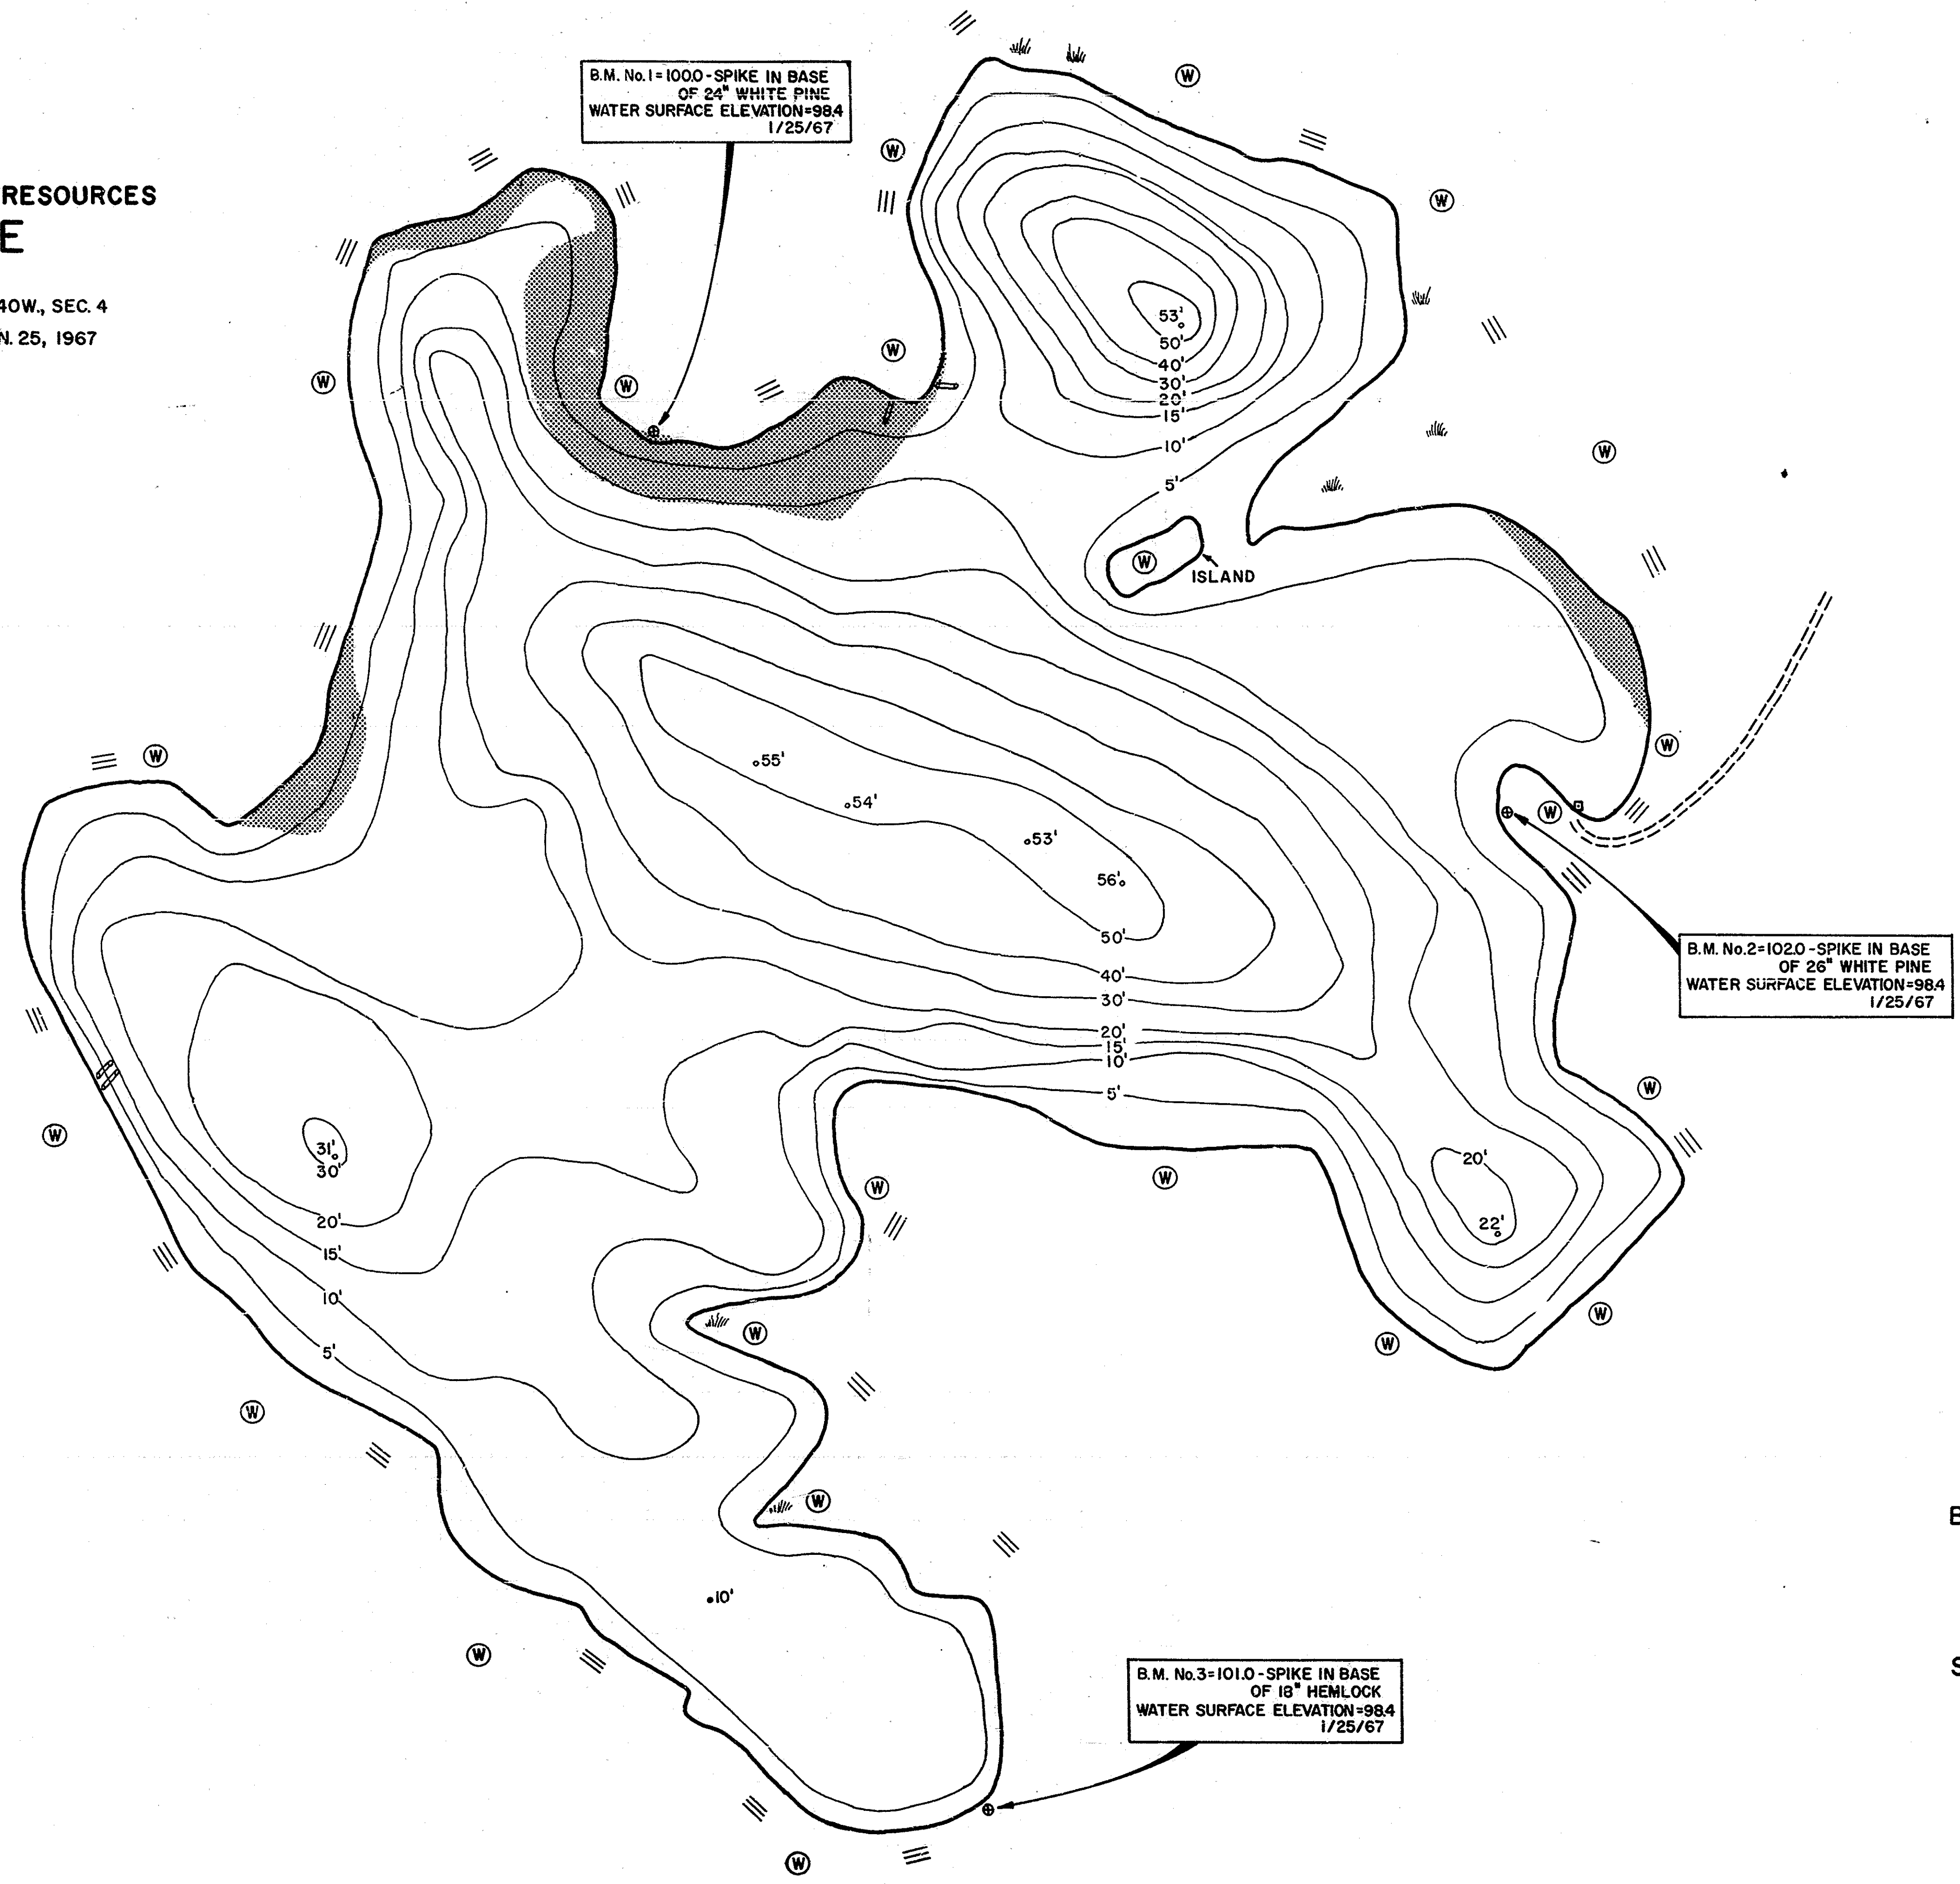 RESOURCES
E
40W., SEC. 4
N. 25, 1967
B.M. No. 1 = 100.0 - SPIKE IN BASE
OF 24" WHITE PINE
WATER SURFACE ELEVATION = 98.4
1/25/67
W
W
W
W
W
W
W
53'
50'
40'
30'
20'
15'
10'
5'
W
W
ISLAND
55'
54'
53'
56'
50'
40'
30'
20'
15'
10'
5'
W
W
W
B.M. No. 2 = 102.0 - SPIKE IN BASE
OF 26" WHITE PINE
WATER SURFACE ELEVATION = 98.4
1/25/67
W
W
31'
30'
20'
15'
10'
5'
W
W
20'
22'
W
W
W
W
W
W
10'
W
B.M. No. 3 = 101.0 - SPIKE IN BASE
OF 18" HEMLOCK
WATER SURFACE ELEVATION = 98.4
1/25/67
W
B
S